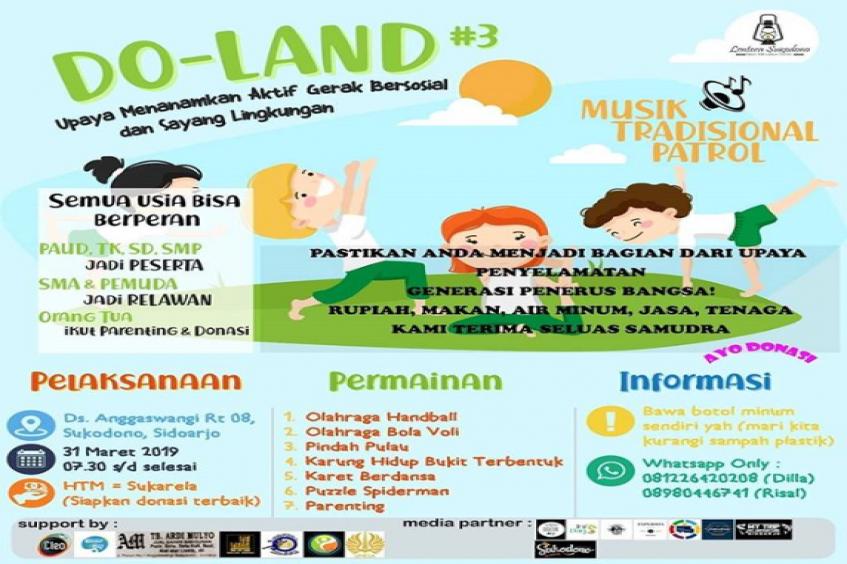 DO-LAND #3
Upaya Menanamkan Aktif Gerak Bersosial
dan Sayang Lingkungan
Lentera Sukodono
MUSIK
TRADISIONAL
PATROL
Semua Usia Bisa
Berperan
PAUD, TK, SD, SMP
Jadi Peserta
SMA & Pemuda
Jadi Relawan
Orang Tua
ikut Parenting & Donasi
PASTIKAN ANDA MENJADI BAGIAN DARI UPAYA
PENYELAMATAN
GENERASI PENERUS BANGSA!
RUPIAH, MAKAN, AIR MINUM, JASA, TENAGA
KAMI TERIMA SELUAS SAMUDRA
AYO DONASI
Pelaksanaan
Ds. Anggaswangi Rt 08,
Sukodono, Sidoarjo
31 Maret 2019
07.30 s/d selesai
HTM = Sukarela
(Siapkan donasi terbaik)
Permainan
1. Olahraga Handball
2. Olahraga Bola Voli
3. Pindah Pulau
4. Karung Hidup Bukit Terbentuk
5. Karet Berdansa
6. Puzzle Spiderman
7. Parenting
Informasi
Bawa botol minum
sendiri yah (mari kita
kurangi sampah plastik)
Whatsapp Only :
081226420208 (Dilla)
08980446741 (Risal)
support by :
Cleo
AM
TB. ARDI MULYO
media partner :
Sukodono